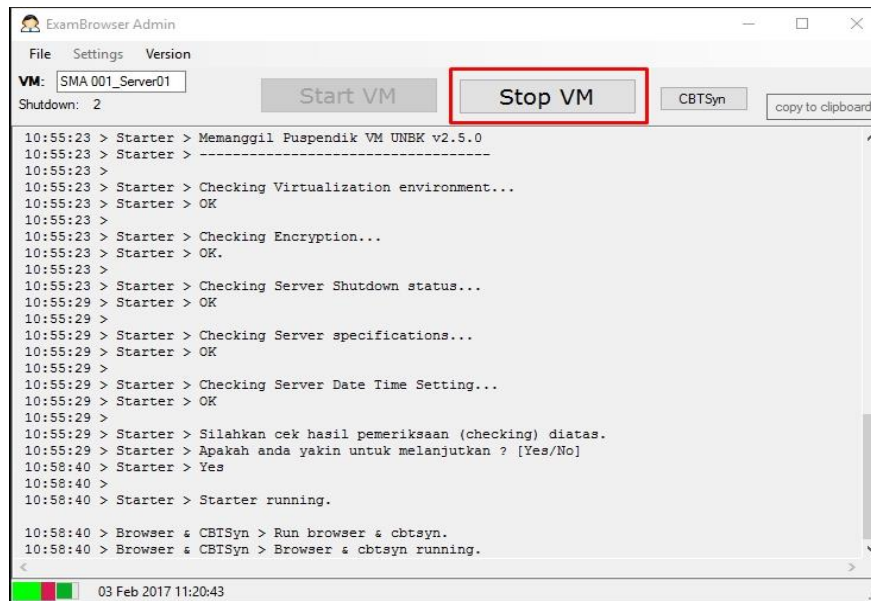 ExamBrowser Admin
File Settings Version
VM: SMA 001_Server01
Start VM
Stop VM
CBTSyn
copy to clipboard
Shutdown: 2
10:55:23 > Starter > Memanggil Puspendik VM UNBK v2.5.0
10:55:23 > Starter > -----------------------------------
10:55:23 >
10:55:23 > Starter > Checking Virtualization environment...
10:55:23 > Starter > OK
10:55:23 >
10:55:23 > Starter > Checking Encryption...
10:55:23 > Starter > OK.
10:55:23 >
10:55:23 > Starter > Checking Server Shutdown status...
10:55:29 > Starter > OK
10:55:29 >
10:55:29 > Starter > Checking Server specifications...
10:55:29 > Starter > OK
10:55:29 >
10:55:29 > Starter > Checking Server Date Time Setting...
10:55:29 > Starter > OK
10:55:29 >
10:55:29 > Starter > Silahkan cek hasil pemeriksaan (checking) diatas.
10:55:29 > Starter > Apakah anda yakin untuk melanjutkan ? [Yes/No]
10:58:40 > Starter > Yes
10:58:40 >
10:58:40 > Starter > Starter running.
10:58:40 > Browser & CBTSyn > Run browser & cbtsyn.
10:58:40 > Browser & CBTSyn > Browser & cbtsyn running.
03 Feb 2017 11:20:43